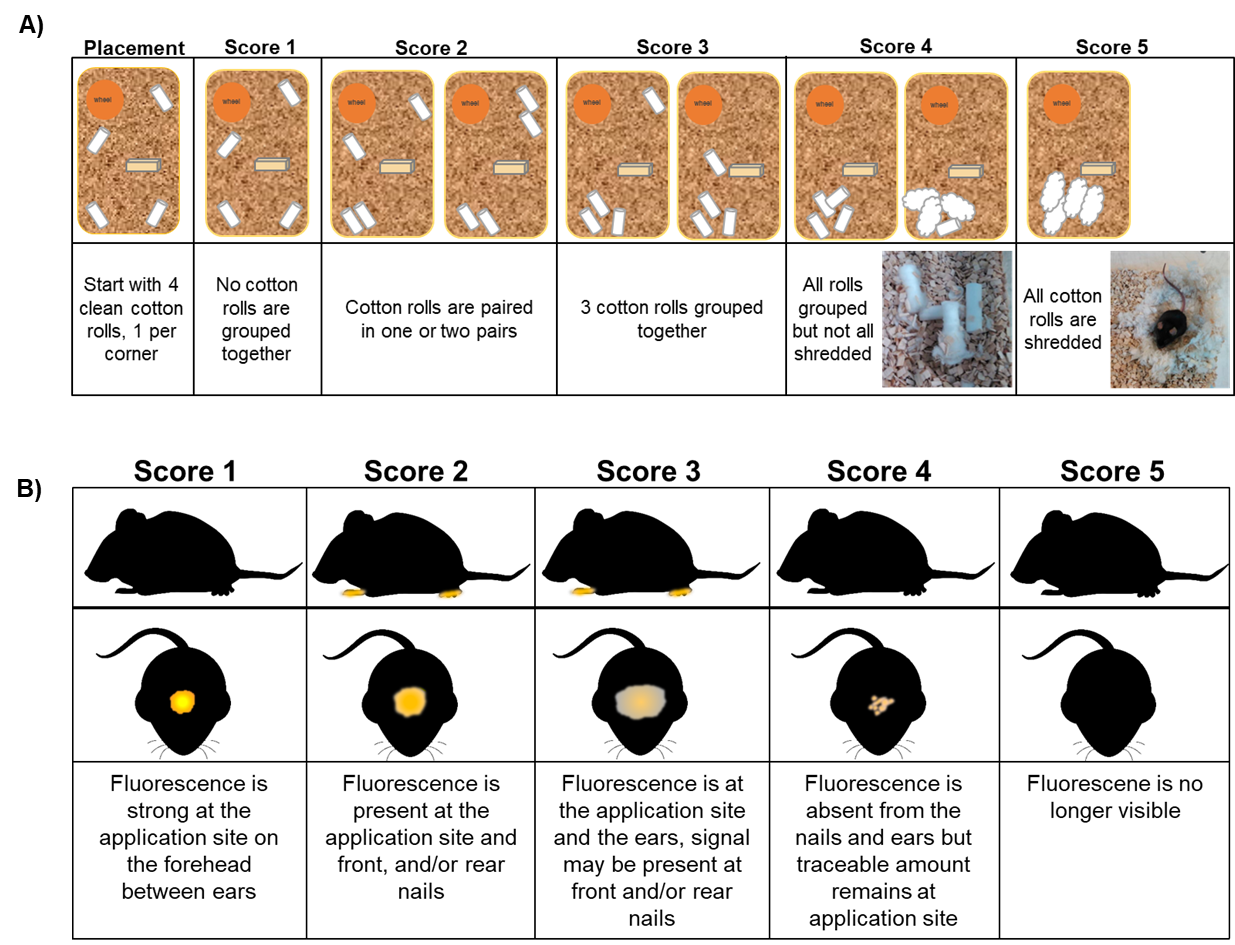 A)
Placement
Score 1
Score 2
Score 3
Score 4
Score 5
wheel
wheel
wheel
wheel
wheel
wheel
wheel
wheel
wheel
Start with 4
clean cotton
rolls, 1 per
corner
No cotton
rolls are
grouped
together
Cotton rolls are paired
in one or two pairs
3 cotton rolls grouped
together
All rolls
grouped
but not all
shredded
All cotton
rolls are
shredded
B)
Score 1
Score 2
Score 3
Score 4
Score 5
Fluorescence is
strong at the
application site on
the forehead
between ears
Fluorescence is
present at the
application site and
front, and/or rear
nails
Fluorescence is at
the application site
and the ears, signal
may be present at
front and/or rear
nails
Fluorescence is
absent from the
nails and ears but
traceable amount
remains at
application site
Fluorescene is no
longer visible